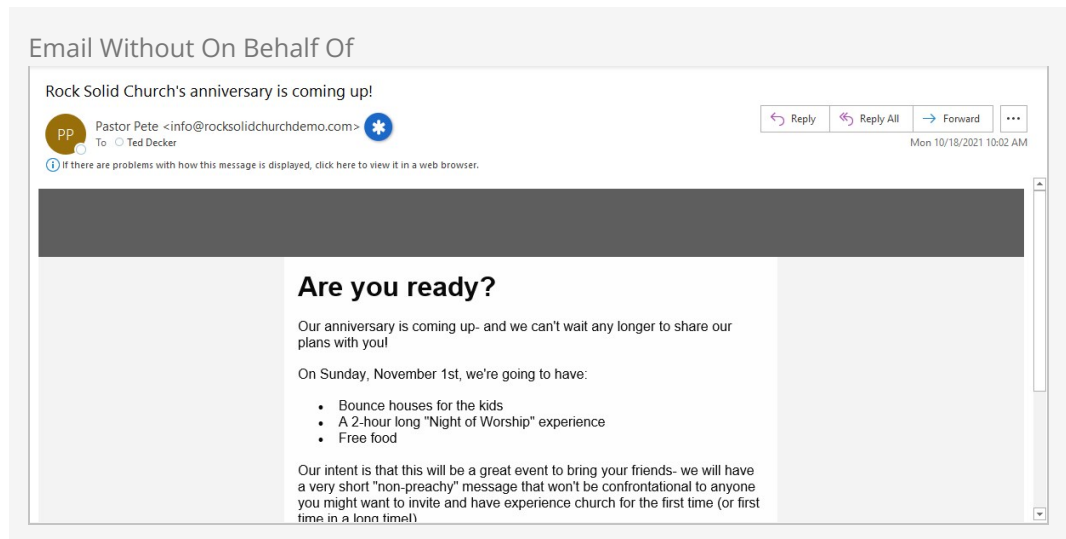 Email Without On Behalf Of
Rock Solid Church's anniversary is coming up!
PP
Pastor Pete <info@rocksolidchurchdemo.com>
To Ted Decker
Reply
Reply All
Forward
Mon 10/18/2021 10:02 AM
If there are problems with how this message is displayed, click here to view it in a web browser.
Are you ready?
Our anniversary is coming up- and we can't wait any longer to share our
plans with you!
On Sunday, November 1st, we're going to have:
• Bounce houses for the kids
• A 2-hour long "Night of Worship" experience
• Free food
Our intent is that this will be a great event to bring your friends- we will have
a very short "non-preachy" message that won't be confrontational to anyone
you might want to invite and have experience church for the first time (or first
time in a long time!)